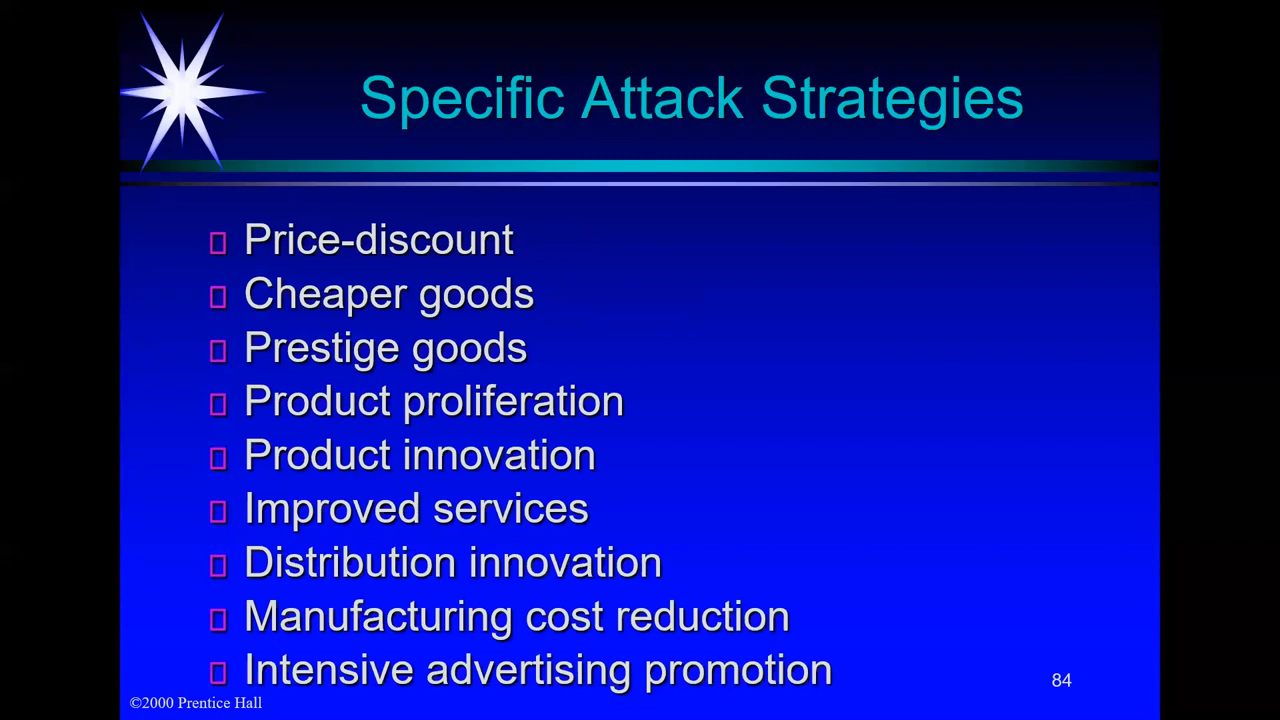 Specific Attack Strategies
Price-discount
Cheaper goods
Prestige goods
Product proliferation
Product innovation
Improved services
Distribution innovation
Manufacturing cost reduction
Intensive advertising promotion
84
©2000 Prentice Hall